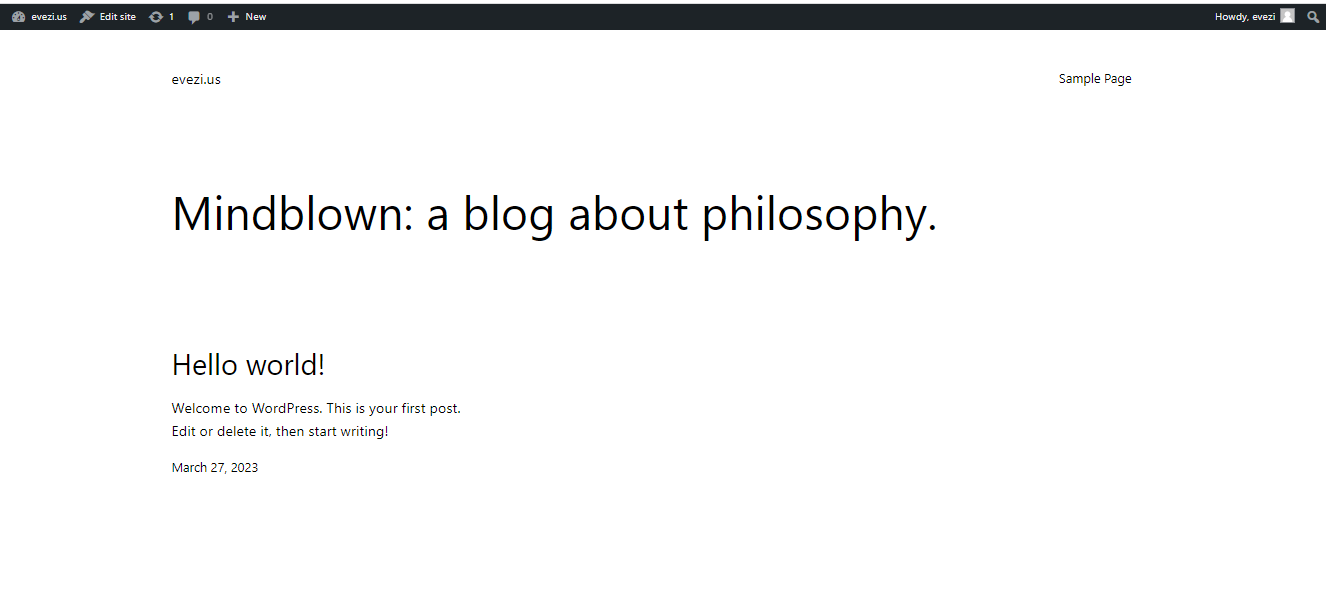 evezi.us Edit site 1 0 New Howdy, evezi
evezi.us Sample Page
Mindblown: a blog about philosophy.
Hello world!
Welcome to WordPress. This is your first post.
Edit or delete it, then start writing!
March 27, 2023